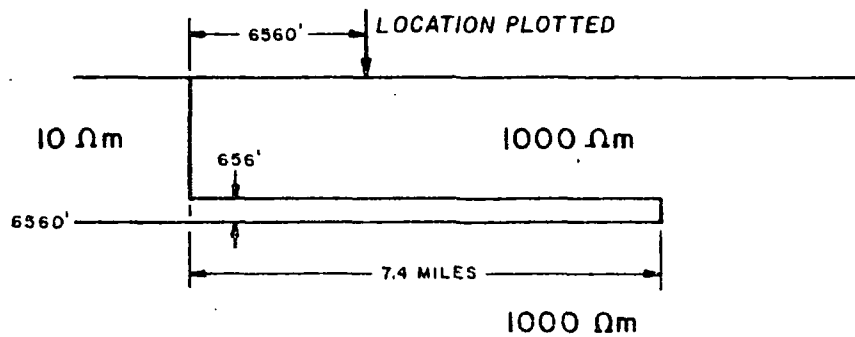 6560'
LOCATION PLOTTED
10 Ωm
1000 Ωm
656'
6560'
7.4 MILES
1000 Ωm